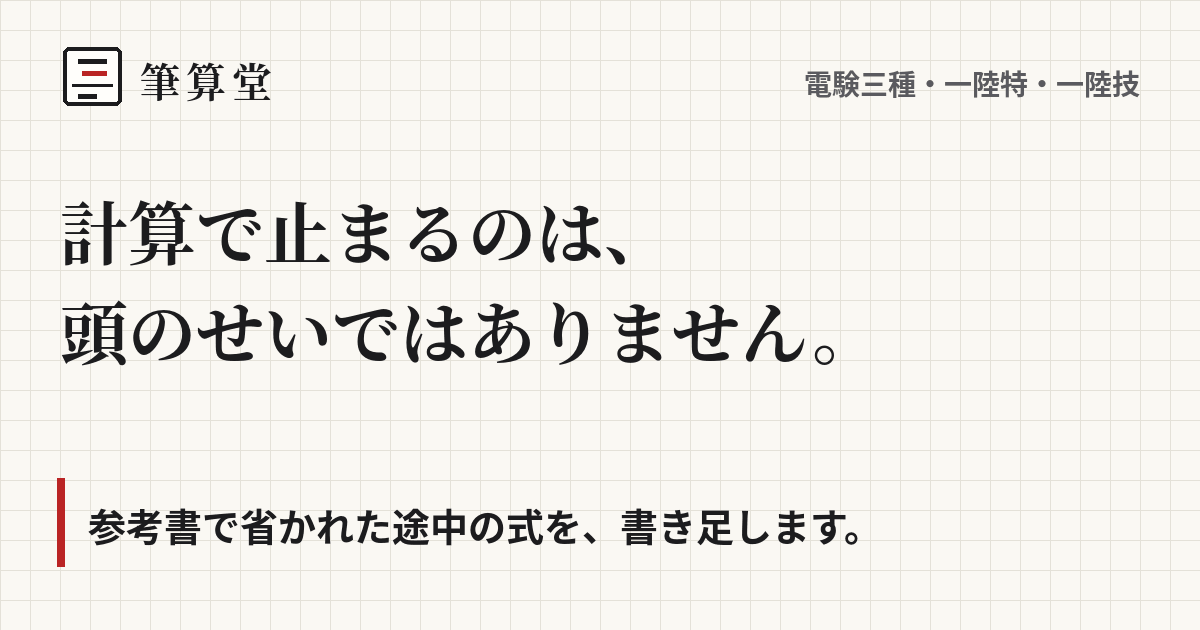 筆算堂
電験三種・一陸特・一陸技
計算で止まるのは、
頭のせいではありません。
参考書で省かれた途中の式を、書き足します。